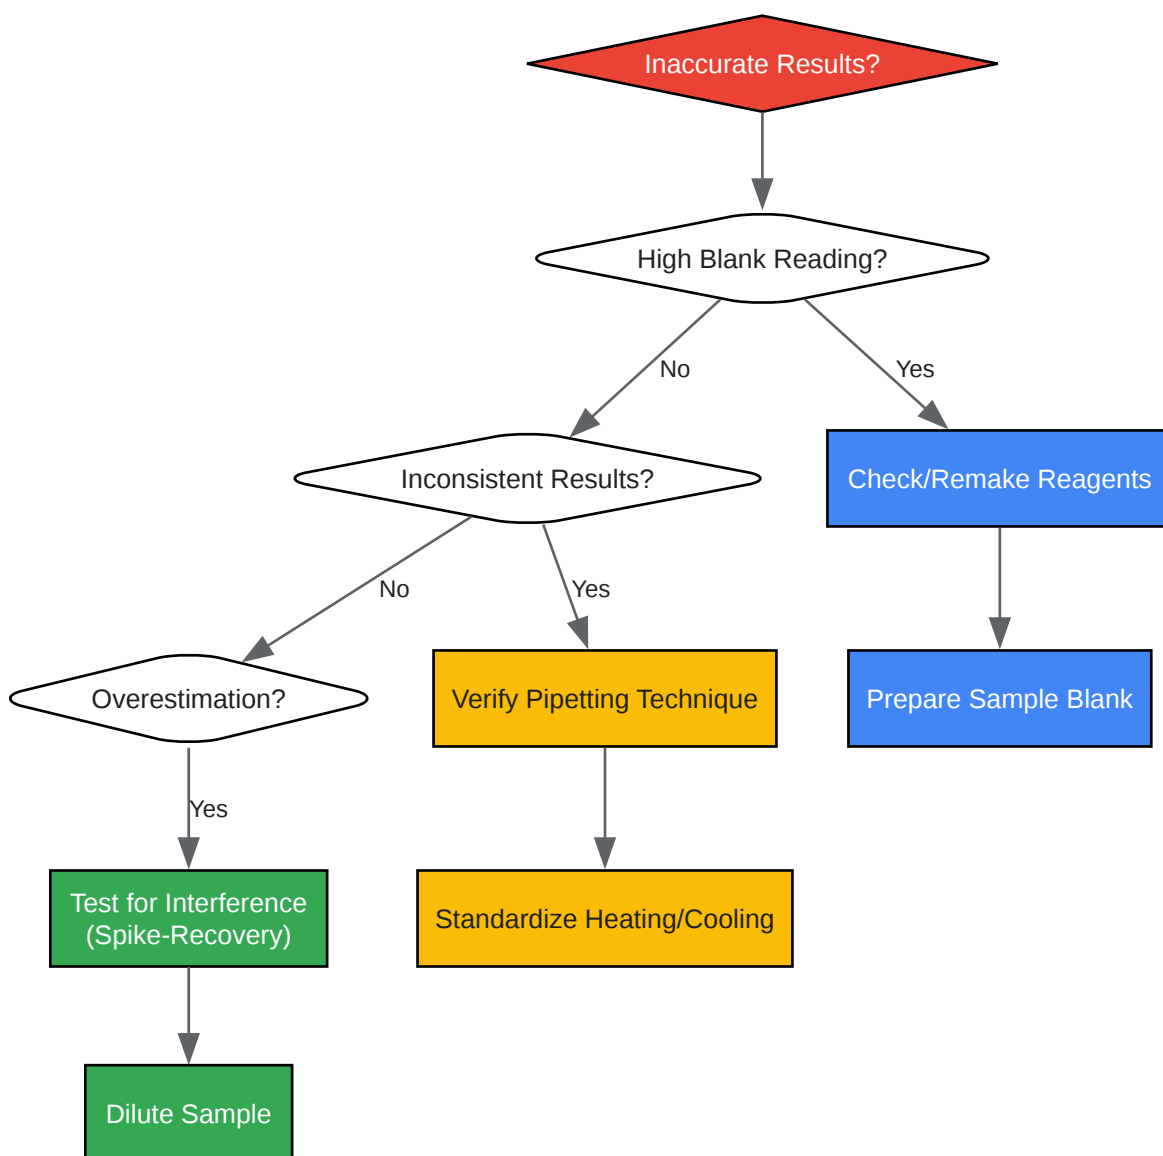 Inaccurate Results?
High Blank Reading?
No
Yes
Inconsistent Results?
Check/Remake Reagents
No
Yes
Overestimation?
Verify Pipetting Technique
Prepare Sample Blank
Yes
Test for Interference
(Spike-Recovery)
Standardize Heating/Cooling
Dilute Sample